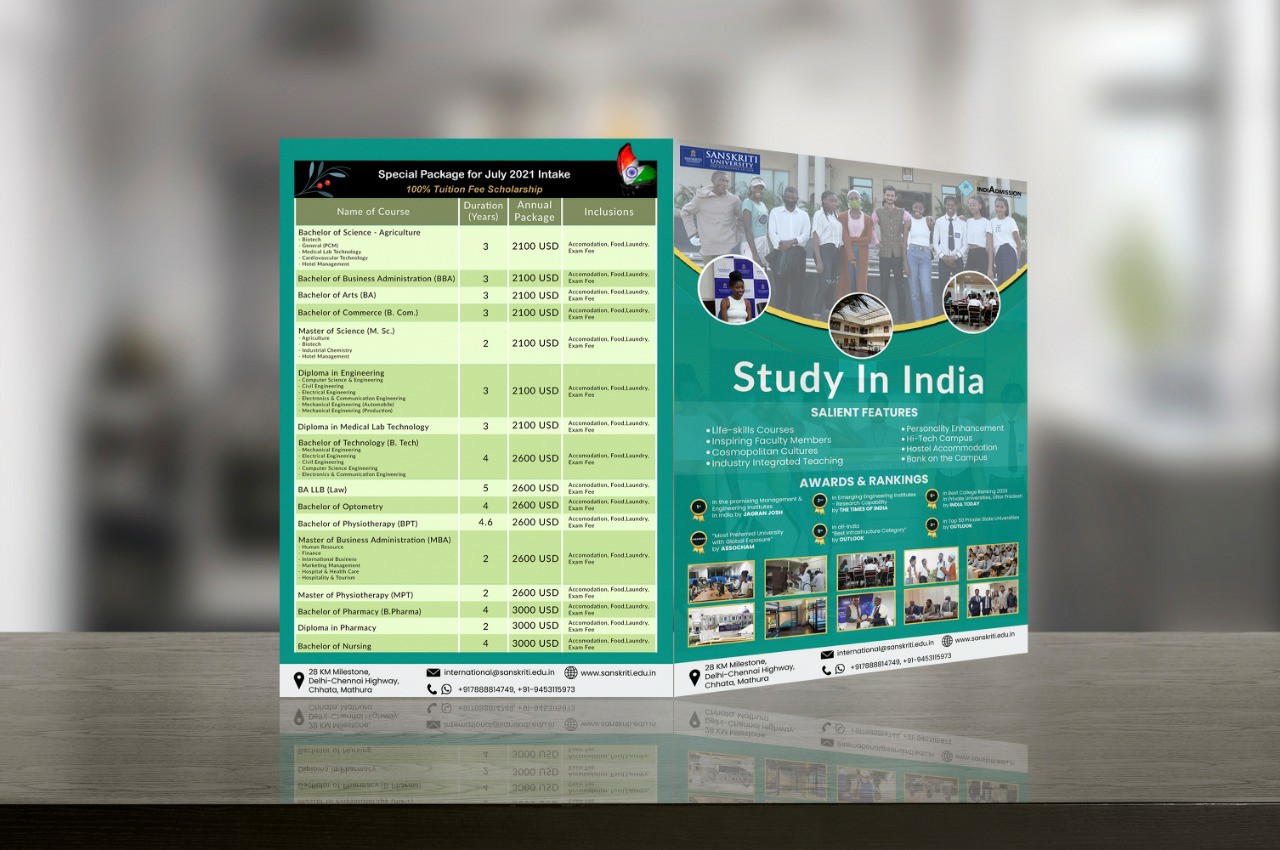 Special Package for July 2021 Intake
100% Tuition Fee Scholarship
Name of Course Duration (Years) Annual Package Inclusions
Bachelor of Science - Agriculture 3 2100 USD Accomodation, Food,Laundry, Exam Fee
- Biotech
- General (PCM)
- Medical Lab Technology
- Cardiovascular Technology
- Hotel Management
Bachelor of Business Administration (BBA) 3 2100 USD Accomodation, Food,Laundry, Exam Fee
Bachelor of Arts (BA) 3 2100 USD Accomodation, Food,Laundry, Exam Fee
Bachelor of Commerce (B. Com.) 3 2100 USD Accomodation, Food,Laundry, Exam Fee
Master of Science (M. Sc.) 2 2100 USD Accomodation, Food,Laundry, Exam Fee
- Agriculture
- Biotech
- Industrial Chemistry
- Hotel Management
Diploma in Engineering 3 2100 USD Accomodation, Food,Laundry, Exam Fee
- Computer Science & Engineering
- Civil Engineering
- Electrical Engineering
- Electronics & Communication Engineering
- Mechanical Engineering (Automobile)
- Mechanical Engineering (Production)
Diploma in Medical Lab Technology 3 2100 USD Accomodation, Food,Laundry, Exam Fee
Bachelor of Technology (B. Tech) 4 2600 USD Accomodation, Food,Laundry, Exam Fee
- Mechanical Engineering
- Electrical Engineering
- Civil Engineering
- Computer Science Engineering
- Electronics & Communication Engineering
BA LLB (Law) 5 2600 USD Accomodation, Food,Laundry, Exam Fee
Bachelor of Optometry 4 2600 USD Accomodation, Food,Laundry, Exam Fee
Bachelor of Physiotherapy (BPT) 4.6 2600 USD Accomodation, Food,Laundry, Exam Fee
Master of Business Administration (MBA) 2 2600 USD Accomodation, Food,Laundry, Exam Fee
- Human Resource
- Finance
- International Business
- Marketing Management
- Hospital & Health Care
- Hospitality & Tourism
Master of Physiotherapy (MPT) 2 2600 USD Accomodation, Food,Laundry, Exam Fee
Bachelor of Pharmacy (B.Pharma) 4 3000 USD Accomodation, Food,Laundry, Exam Fee
Diploma in Pharmacy 2 3000 USD Accomodation, Food,Laundry, Exam Fee
Bachelor of Nursing 4 3000 USD Accomodation, Food,Laundry, Exam Fee
28 KM Milestone,
Delhi-Chennai Highway,
Chhata, Mathura
international@sanskriti.edu.in www.sanskriti.edu.in
+917888814749, +91-9453115973
SANSKRITI
UNIVERSITY
INDIADMISSION
Study In India
SALIENT FEATURES
• Life-skills Courses
• Inspiring Faculty Members
• Cosmopolitan Cultures
• Industry Integrated Teaching
• Personality Enhancement
• Hi-Tech Campus
• Hostel Accommodation
• Bank on the Campus
AWARDS & RANKINGS
In the promising Management &
Engineering Institutes
in India by JAGRAN JOSH
In Emerging Engineering Institutes
- Research Capability
by THE TIMES OF INDIA
In Best College Ranking 2020
in Private Universities, Uttar Pradesh
by INDIA TODAY
"Most Preferred University
with Global Exposure"
by ASSOCHAM
in all-India
"Best Infrastructure Category"
by OUTLOOK
in Top 50 Private State Universities
by OUTLOOK
28 KM Milestone,
Delhi-Chennai Highway,
Chhata, Mathura
international@sanskriti.edu.in www.sanskriti.edu.in
+917888814749, +91-9453115973